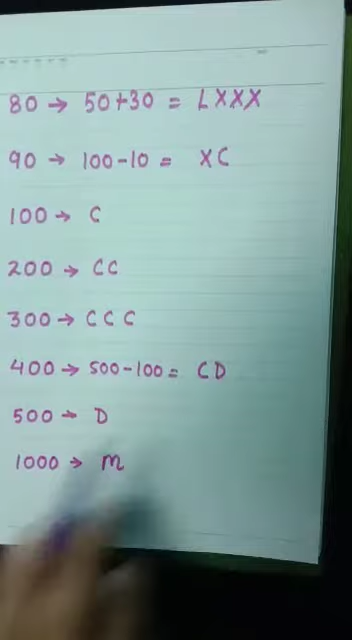 80 → 50+30 = LXXX
90 → 100-10 = XC
100 → C
200 → CC
300 → CCC
400 → 500-100 = CD
500 → D
1000 → M